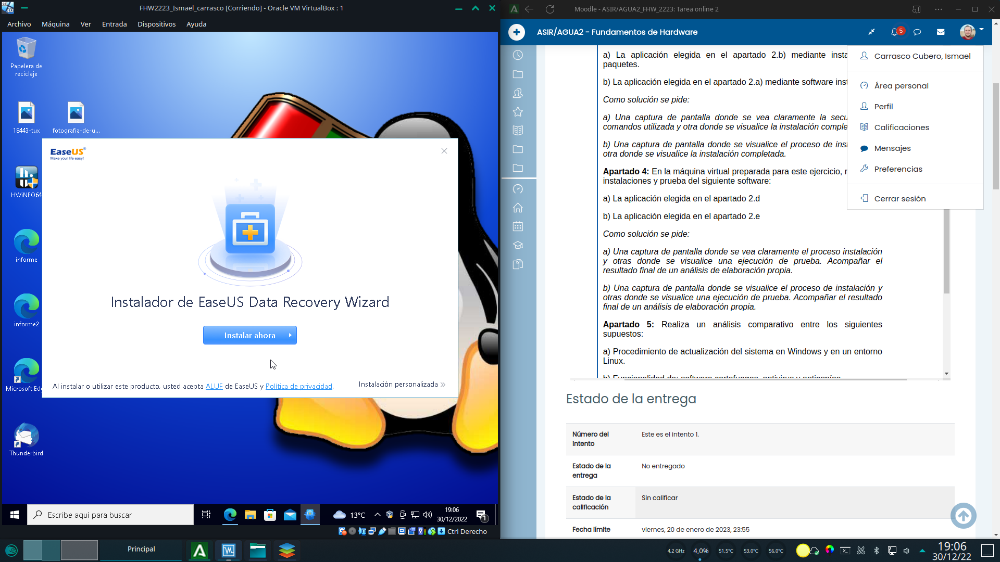 FHW2223_Ismael_carrasco [Corriendo] - Oracle VM VirtualBox : 1
Archivo Máquina Ver Entrada Dispositivos Ayuda
Papelera de
reciclaje
18443-tux
fotografia-de-u...
HWiNFO64
informe
informe2
Microsoft Ed
Thunderbird
EaseUS
Make your life easy!
Instalador de EaseUS Data Recovery Wizard
Instalar ahora
Al instalar o utilizar este producto, usted acepta ALUF de EaseUS y Política de privacidad.
Instalación personalizada
Escribe aquí para buscar
13°C
19:06
30/12/2022
1
Ctrl Derecho
Moodle - ASIR/AGUA2_FHW_2223: Tarea online 2
ASIR/AGUA2 - Fundamentos de Hardware
5
a) La aplicación elegida en el apartado 2.b) mediante insta
paquetes.
b) La aplicación elegida en el apartado 2.a) mediante software inst
Como solución se pide:
a) Una captura de pantalla donde se vea claramente la secu
comandos utilizada y otra donde se visualice la instalación comple
b) Una captura de pantalla donde se visualice el proceso de inst
otra donde se visualice la instalación completada.
Apartado 4: En la máquina virtual preparada para este ejercicio, r
instalaciones y prueba del siguiente software:
a) La aplicación elegida en el apartado 2.d
b) La aplicación elegida en el apartado 2.e
Como solución se pide:
a) Una captura de pantalla donde se vea claramente el proceso instalación
y otras donde se visualice una ejecución de prueba. Acompañar el
resultado final de un análisis de elaboración propia.
b) Una captura de pantalla donde se visualice el proceso de instalación y
otras donde se visualice una ejecución de prueba. Acompañar el resultado
final de un análisis de elaboración propia.
Apartado 5: Realiza un análisis comparativo entre los siguientes
supuestos:
a) Procedimiento de actualización del sistema en Windows y en un entorno
Linux.
b) Funcionalidad de: software cortafuegos, antivirus y antiespías
Carrasco Cubero, Ismael
Área personal
Perfil
Calificaciones
Mensajes
Preferencias
Cerrar sesión
Estado de la entrega
Número del
intento
Este es el intento 1.
Estado de la
entrega
No entregado
Estado de la
calificación
Sin calificar
Fecha límite
viernes, 20 de enero de 2023, 23:55
Principal
4,2 GHz
4,0%
51,5°C
53,0°C
56,0°C
19:06
30/12/22